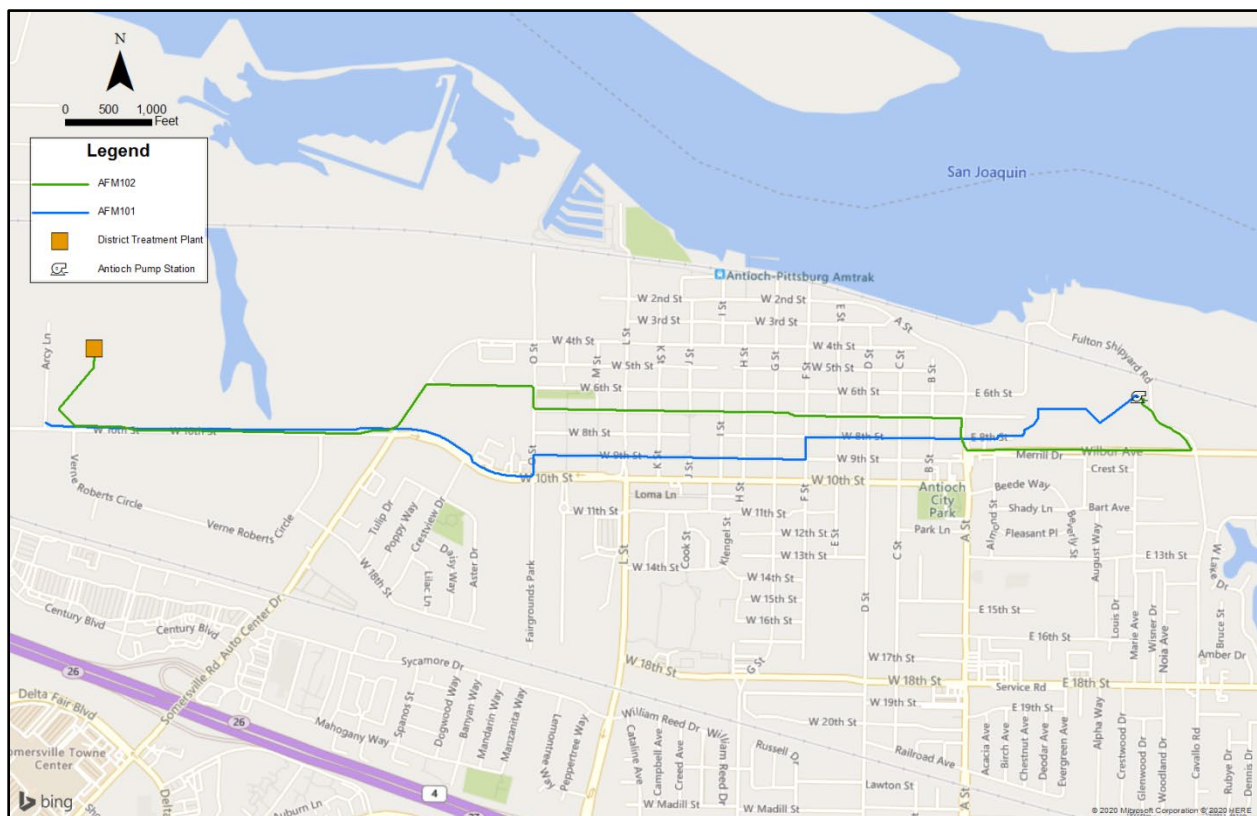 N
0 500 1,000
Feet
Legend
AFM102
AFM101
District Treatment Plant
Antioch Pump Station
San Joaquin
Antioch-Pittsburg Amtrak
W 2nd St
W 2nd St
E St
I St
A St
W 3rd St
W 3rd St
L St
Fulton Shipyard Rd
Arcy Ln
O St
W 4th St
W 4th St
M St
K St
J St
H St
G St
F St
D St
C St
B St
W 5th St
W 5th St
W 6th St
W 6th St
E 6th St
W 10th St
W 10th St
W 8th St
W 8th St
E 8th St
I St
O St
W 9th St
K St
J St
W 9th St
B St
Merrill Dr
Wilbur Ave
Crest St
W 10th St
W 10th St
Verne Roberts Circle
Verne Roberts Circle
Tulip Dr
Poppy Way
Crestview Dr
Daisy Way
Aster Dr
Lilac Ln
W 18th St
Loma Ln
H St
F St
Antioch
City
Park
Beede Way
Shady Ln
Bart Ave
Almond St
Pleasant Pl
Beverly St
August Way
W 11th St
W 11th St
Klengel St
W 12th St
E St
Park Ln
C St
A St
Cook St
W 13th St
E 13th St
W Lake Dr
L St
W 14th St
W 14th St
Fairgrounds Park
W 15th St
D St
E 15th St
W 16th St
E 16th St
Louis Dr
Marie Ave
Wisner Dr
Noia Ave
Bruce St
Amber Dr
Century Blvd
Century Blvd
Somersville Rd Auto Center Dr
Sycamore Dr
W 17th St
G St
W 18th St
W 18th St
E 18th St
Service Rd
26
26
Delta Fair Blvd
Mahogany Way
Spanos St
Dogwood Way
Banyan Way
Mandarin Way
Manzanita Way
Lemontree Way
Peppertree Way
William Reed Dr
William Reed Dr
Cataline Ave
Campbell Ave
Creed Ave
Russell Dr
W 19th St
E 19th St
W 20th St
Railroad Ave
Acacia Ave
Birch Ave
Chestnut Ave
Deodar Ave
Evergreen Ave
Alpha Way
Crestwood Dr
Glenwood Dr
Woodland Dr
Cavallo Rd
Rubye Dr
Dennis Dr
omersville Towne
Center
Delta
Auburn Ln
4
27
Lawton St
W Madill St
W Madill St
A St
bing
© 2020 Microsoft Corporation © 2020 HERE